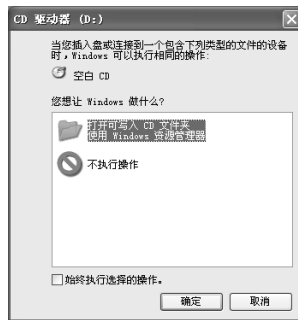 CD 驱动器 (D:)
当您插入盘或连接到一个包含下列类型的文件的设备
时，Windows 可以执行相同的操作:
空白 CD
您想让 Windows 做什么?
打开可写入 CD 文件夹
使用 Windows 资源管理器
不执行操作
始终执行选择的操作。
确定
取消